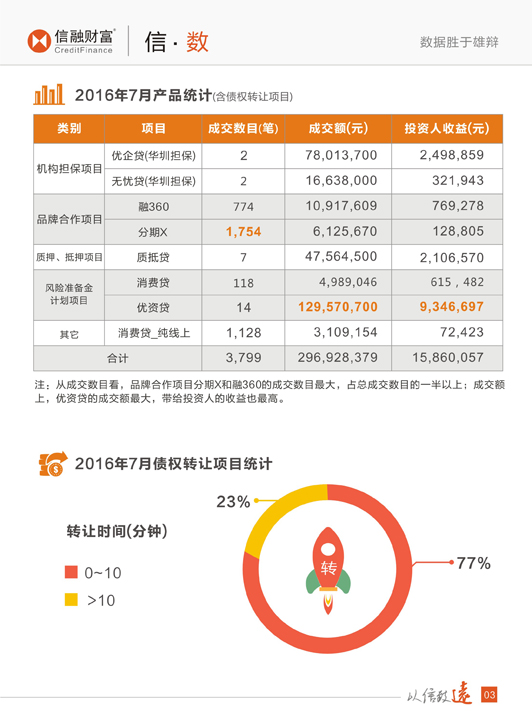 信融财富®
CreditFinance
信·数
数据胜于雄辩
2016年7月产品统计(含债权转让项目)
类别 项目 成交数目(笔) 成交额(元) 投资人收益(元)
机构担保项目 优企贷(华圳担保) 2 78,013,700 2,498,859
无忧贷(华圳担保) 2 16,638,000 321,943
品牌合作项目 融360 774 10,917,609 769,278
分期X 1,754 6,125,670 128,805
质押、抵押项目 质抵贷 7 47,564,500 2,106,570
风险准备金
计划项目
消费贷 118 4,989,046 615，482
优资贷 14 129,570,700 9,346,697
其它 消费贷_纯线上 1,128 3,109,154 72,423
合计 3,799 296,928,379 15,860,057
注：从成交数目看，品牌合作项目分期X和融360的成交数目最大，占总成交数目的一半以上；成交额
上，优资贷的成交额最大，带给投资人的收益也最高。
2016年7月债权转让项目统计
23%
转让时间(分钟)
0~10
>10
转
77%
以信致远
03